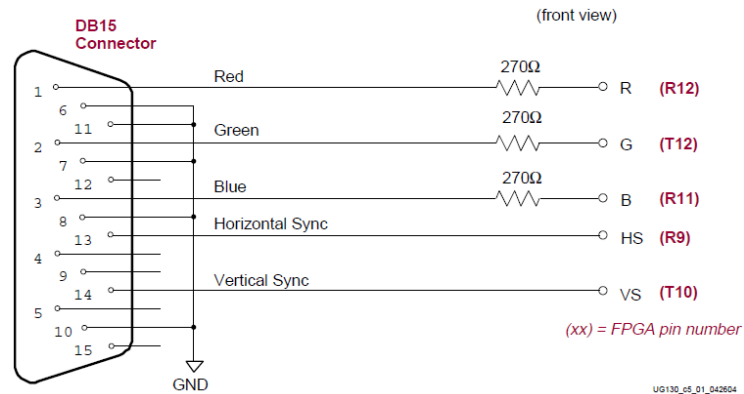 (front view)
DB15
Connector
1
Red
270Ω
R
(R12)
6
11
2
Green
270Ω
G
(T12)
7
12
3
Blue
270Ω
B
(R11)
8
13
Horizontal Sync
HS
(R9)
4
9
14
Vertical Sync
VS
(T10)
5
10
(xx) = FPGA pin number
15
GND
UG130_c5_01_042604